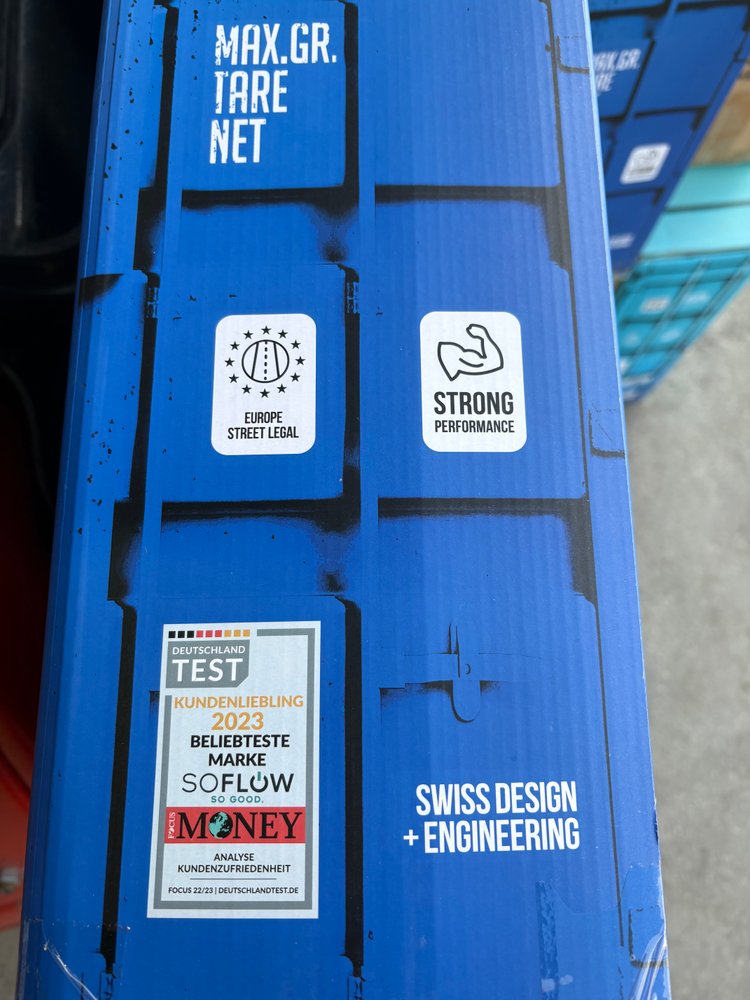 MAX.GR.
TARE
NET
EUROPE
STREET LEGAL
STRONG
PERFORMANCE
DEUTSCHLAND
TEST
KUNDENLIEBLING
2023
BELIEBTESTE
MARKE
SOFLOW
SO GOOD.
FOCUS MONEY
ANALYSE
KUNDENZUFRIEDENHEIT
FOCUS 22/23 | DEUTSCHLANDTEST.DE
SWISS DESIGN
+ ENGINEERING